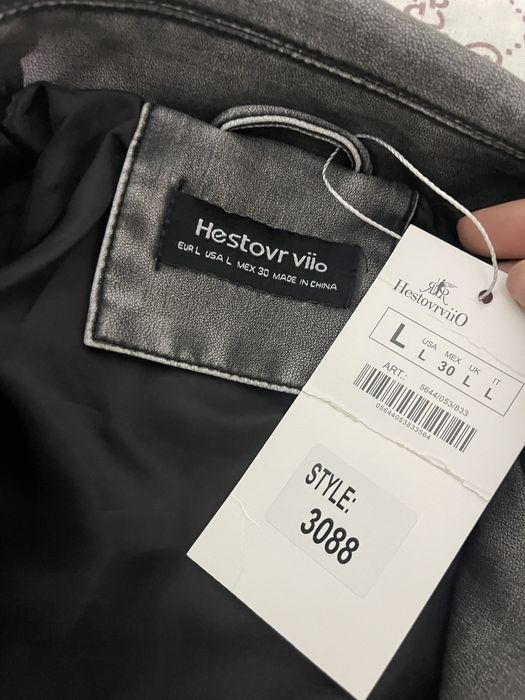 Hestovr viio
EUR L USA L MEX 30 MADE IN CHINA
HestovrviiO
L
USA MEX UK IT
L 30 L L
ART.: 5644/053/833
05644053833564
STYLE:
3088